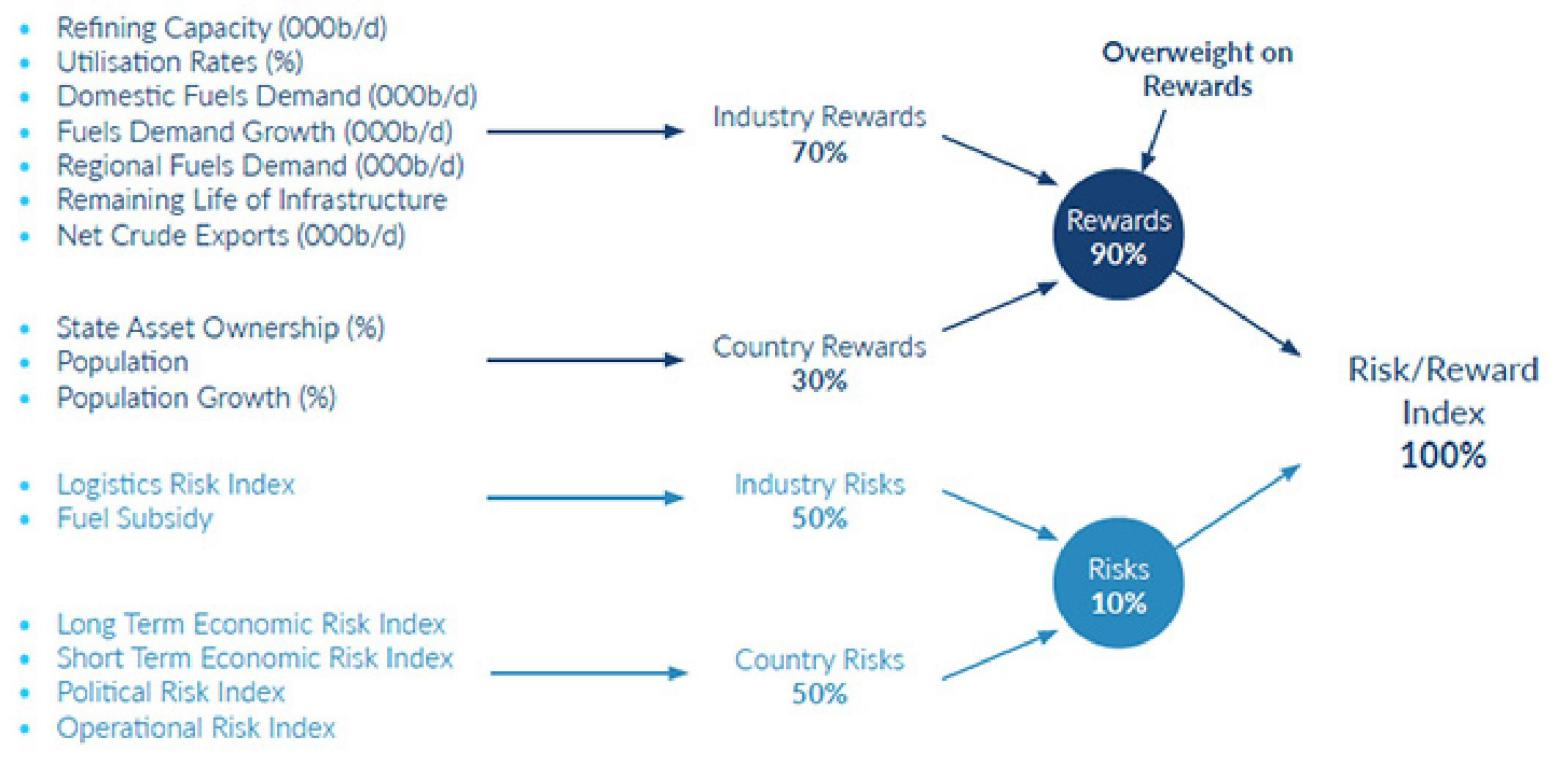 Refining Capacity (000b/d)
Utilisation Rates (%)
Domestic Fuels Demand (000b/d)
Fuels Demand Growth (000b/d)
Regional Fuels Demand (000b/d)
Remaining Life of Infrastructure
Net Crude Exports (000b/d)
Industry Rewards
70%
Overweight on
Rewards
Rewards
90%
State Asset Ownership (%)
Population
Population Growth (%)
Country Rewards
30%
Risk/Reward
Index
100%
Logistics Risk Index
Fuel Subsidy
Industry Risks
50%
Risks
10%
Long Term Economic Risk Index
Short Term Economic Risk Index
Political Risk Index
Operational Risk Index
Country Risks
50%